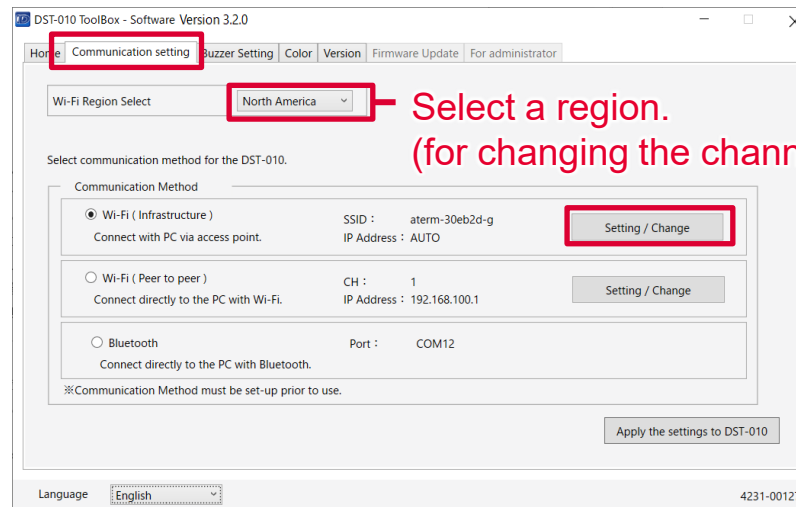 DST-010 ToolBox - Software Version 3.2.0
Home Communication setting Buzzer Setting Color Version Firmware Update For administrator
Wi-Fi Region Select North America
Select a region.
(for changing the chann
Select communication method for the DST-010.
Communication Method
Wi-Fi ( Infrastructure ) SSID : aterm-30eb2d-g Setting / Change
Connect with PC via access point. IP Address : AUTO
Wi-Fi ( Peer to peer ) CH : 1 Setting / Change
Connect directly to the PC with Wi-Fi. IP Address : 192.168.100.1
Bluetooth Port : COM12
Connect directly to the PC with Bluetooth.
※Communication Method must be set-up prior to use.
Apply the settings to DST-010
Language English 4231-0012